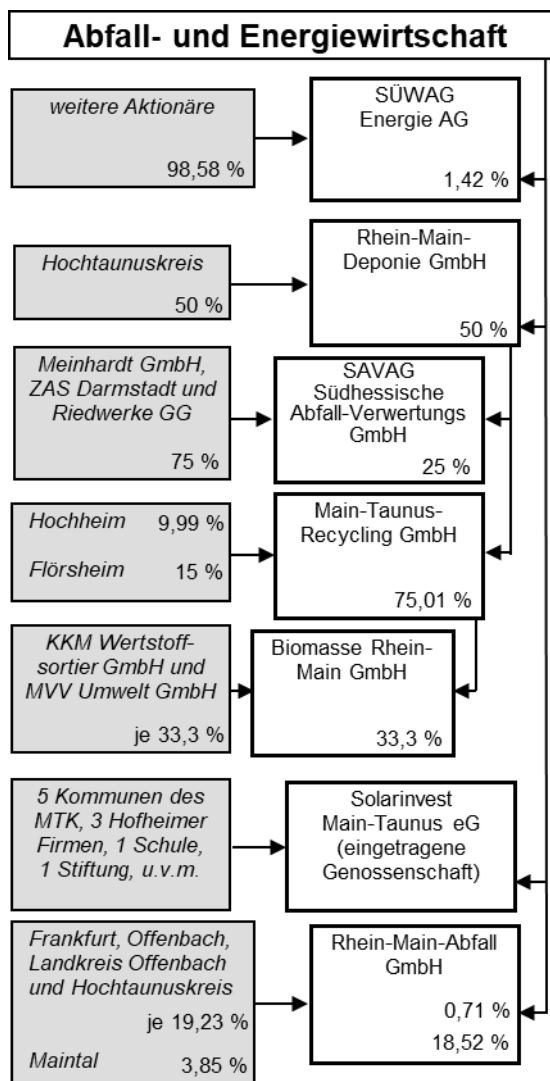 Abfall- und Energiewirtschaft
weitere Aktionäre
98,58 %
SÜWAG
Energie AG
1,42 %
Hochtaunuskreis
50 %
Rhein-Main-
Deponie GmbH
50 %
Meinhardt GmbH,
ZAS Darmstadt und
Riedwerke GG
75 %
SAVAG
Südhessische
Abfall-Verwertungs
GmbH
25 %
Hochheim 9,99 %
Flörsheim 15 %
Main-Taunus-
Recycling GmbH
75,01 %
KKM Wertstoff-
sortier GmbH und
MVV Umwelt GmbH
je 33,3 %
Biomasse Rhein-
Main GmbH
33,3 %
5 Kommunen des
MTK, 3 Hofheimer
Firmen, 1 Schule,
1 Stiftung, u.v.m.
Solarinvest
Main-Taunus eG
(eingetragene
Genossenschaft)
Frankfurt, Offenbach,
Landkreis Offenbach
und Hochtaunuskreis
je 19,23 %
Maintal 3,85 %
Rhein-Main-Abfall
GmbH
0,71 %
18,52 %